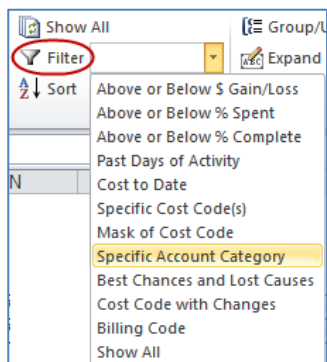 Show All
Group/U
Filter
Expand
Sort
Above or Below $ Gain/Loss
Above or Below % Spent
Above or Below % Complete
Past Days of Activity
N
Cost to Date
Specific Cost Code(s)
Mask of Cost Code
Specific Account Category
Best Chances and Lost Causes
Cost Code with Changes
Billing Code
Show All